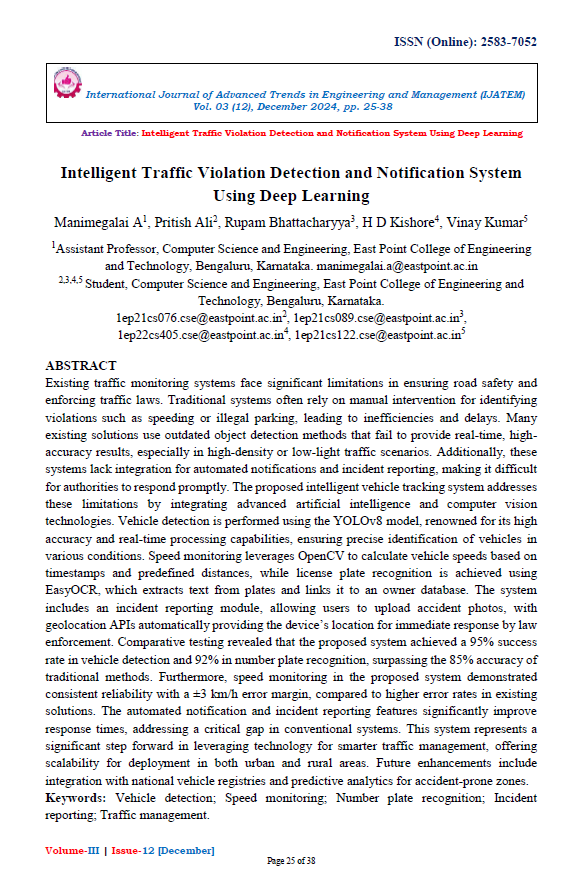 ISSN (Online): 2583-7052
International Journal of Advanced Trends in Engineering and Management (IJATEM)
Vol. 03 (12), December 2024, pp. 25-38
Article Title: Intelligent Traffic Violation Detection and Notification System Using Deep Learning
Intelligent Traffic Violation Detection and Notification System
Using Deep Learning
Manimegalai A1, Pritish Ali2, Rupam Bhattacharyya3, H D Kishore4, Vinay Kumar5
1Assistant Professor, Computer Science and Engineering, East Point College of Engineering
and Technology, Bengaluru, Karnataka. manimegalai.a@eastpoint.ac.in
2,3,4,5 Student, Computer Science and Engineering, East Point College of Engineering and
Technology, Bengaluru, Karnataka.
1ep21cs076.cse@eastpoint.ac.in2, 1ep21cs089.cse@eastpoint.ac.in3,
1ep22cs405.cse@eastpoint.ac.in4, 1ep21cs122.cse@eastpoint.ac.in5
ABSTRACT
Existing traffic monitoring systems face significant limitations in ensuring road safety and
enforcing traffic laws. Traditional systems often rely on manual intervention for identifying
violations such as speeding or illegal parking, leading to inefficiencies and delays. Many
existing solutions use outdated object detection methods that fail to provide real-time, high-
accuracy results, especially in high-density or low-light traffic scenarios. Additionally, these
systems lack integration for automated notifications and incident reporting, making it difficult
for authorities to respond promptly. The proposed intelligent vehicle tracking system addresses
these limitations by integrating advanced artificial intelligence and computer vision
technologies. Vehicle detection is performed using the YOLOv8 model, renowned for its high
accuracy and real-time processing capabilities, ensuring precise identification of vehicles in
various conditions. Speed monitoring leverages OpenCV to calculate vehicle speeds based on
timestamps and predefined distances, while license plate recognition is achieved using
EasyOCR, which extracts text from plates and links it to an owner database. The system
includes an incident reporting module, allowing users to upload accident photos, with
geolocation APIs automatically providing the device's location for immediate response by law
enforcement. Comparative testing revealed that the proposed system achieved a 95% success
rate in vehicle detection and 92% in number plate recognition, surpassing the 85% accuracy of
traditional methods. Furthermore, speed monitoring in the proposed system demonstrated
consistent reliability with a ±3 km/h error margin, compared to higher error rates in existing
solutions. The automated notification and incident reporting features significantly improve
response times, addressing a critical gap in conventional systems. This system represents a
significant step forward in leveraging technology for smarter traffic management, offering
scalability for deployment in both urban and rural areas. Future enhancements include
integration with national vehicle registries and predictive analytics for accident-prone zones.
Keywords: Vehicle detection; Speed monitoring; Number plate recognition; Incident
reporting; Traffic management.
Volume-III | Issue-12 [December]
Page 25 of 38